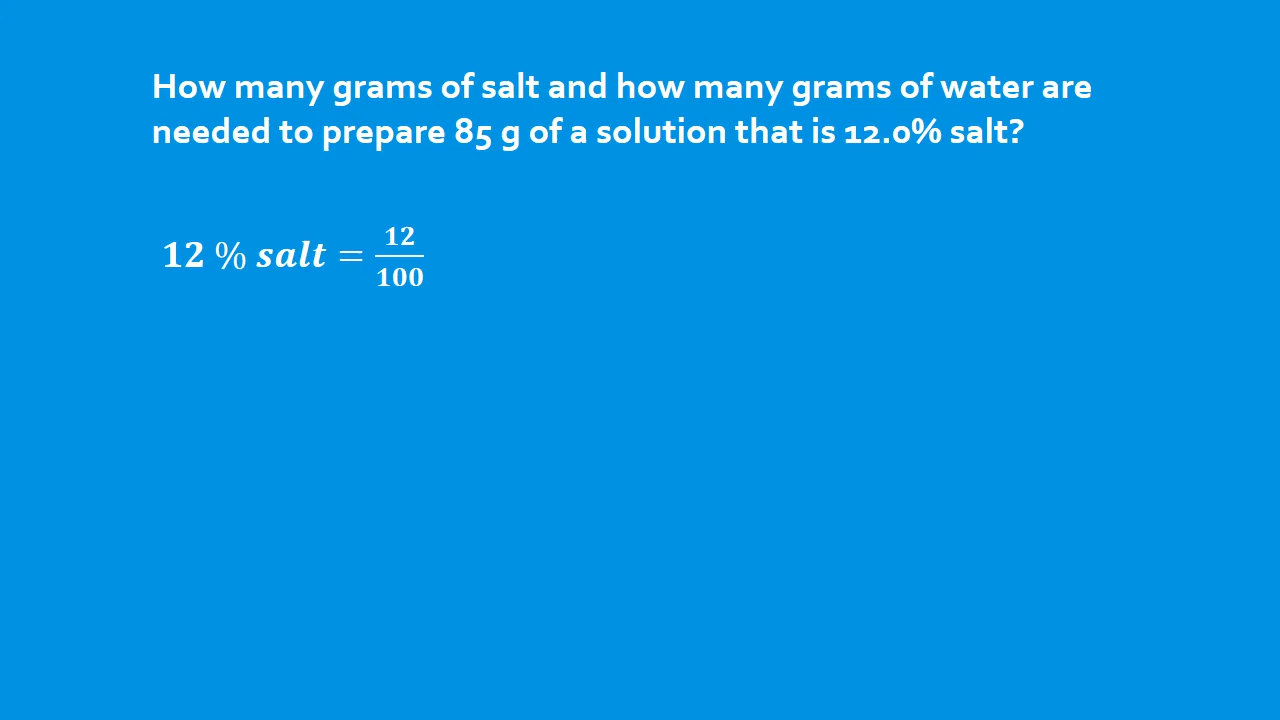 How many grams of salt and how many grams of water are
needed to prepare 85 g of a solution that is 12.0% salt?
12 % salt = 12/100